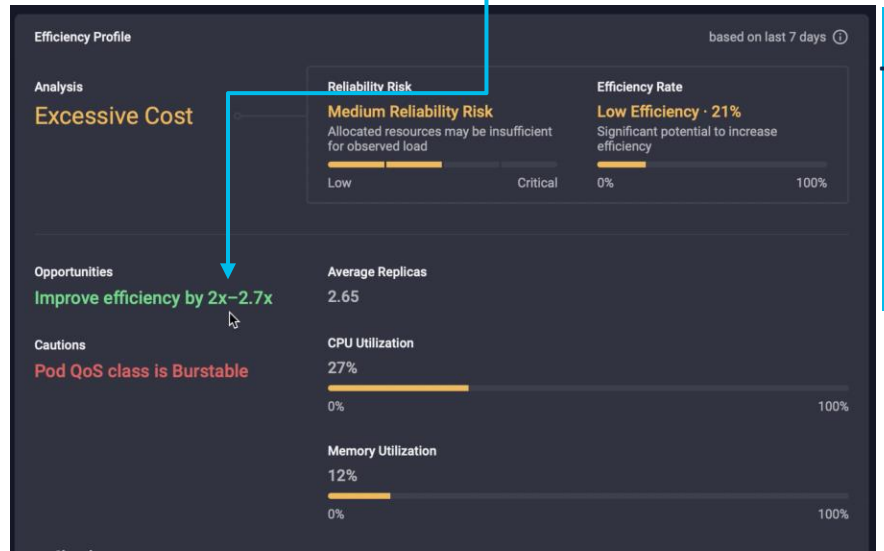 Efficiency Profile
based on last 7 days
Analysis
Excessive Cost
Reliability Risk
Medium Reliability Risk
Allocated resources may be insufficient
for observed load
Low
Critical
Efficiency Rate
Low Efficiency · 21%
Significant potential to increase
efficiency
0%
100%
Opportunities
Improve efficiency by 2x–2.7x
Cautions
Pod QoS class is Burstable
Average Replicas
2.65
CPU Utilization
27%
0%
100%
Memory Utilization
12%
0%
100%